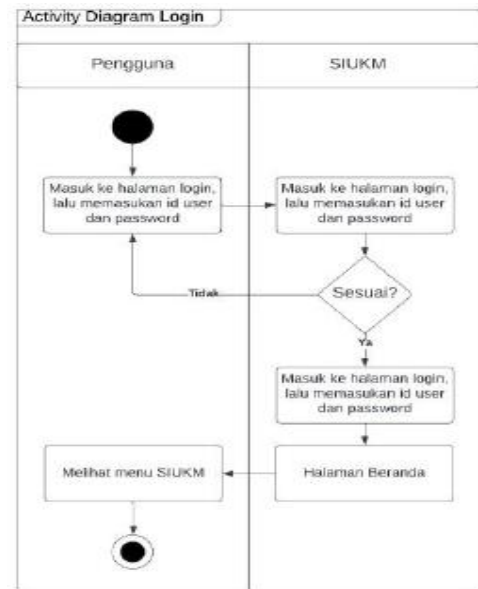 Activity Diagram Login
Pengguna
SIUKM
Masuk ke halaman login,
lalu memasukan id user
dan password
Masuk ke halaman login,
lalu memasukan id user
dan password
Sesuai?
Tidak
Ya
Masuk ke halaman login,
lalu memasukan id user
dan password
Melihat menu SIUKM
Halaman Beranda